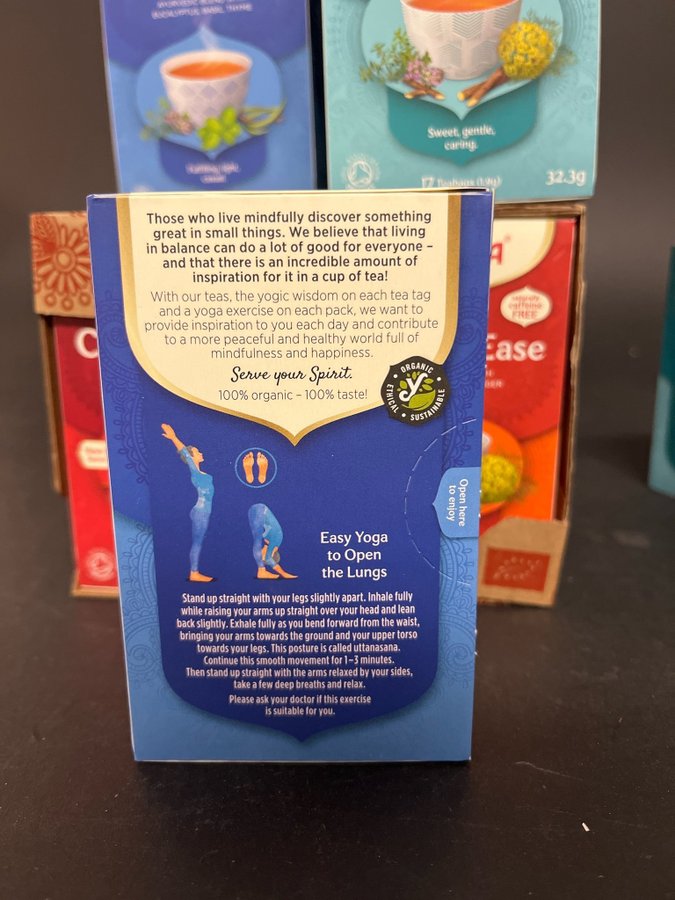 EUCALYPTUS, BASIL, THYME
Sweet, gentle,
caring.
17 Teabags (1.9g)
32.3g
A®
naturally
caffeine
FREE
C
Ease
Those who live mindfully discover something
great in small things. We believe that living
in balance can do a lot of good for everyone –
and that there is an incredible amount of
inspiration for it in a cup of tea!
With our teas, the yogic wisdom on each tea tag
and a yoga exercise on each pack, we want to
provide inspiration to you each day and contribute
to a more peaceful and healthy world full of
mindfulness and happiness.
Serve your Spirit.
100% organic – 100% taste!
ORGANIC
ETHICAL
SUSTAINABLE
y
Open here
to enjoy
Easy Yoga
to Open
the Lungs
Stand up straight with your legs slightly apart. Inhale fully
while raising your arms up straight over your head and lean
back slightly. Exhale fully as you bend forward from the waist,
bringing your arms towards the ground and your upper torso
towards your legs. This posture is called uttanasana.
Continue this smooth movement for 1–3 minutes.
Then stand up straight with the arms relaxed by your sides,
take a few deep breaths and relax.
Please ask your doctor if this exercise
is suitable for you.